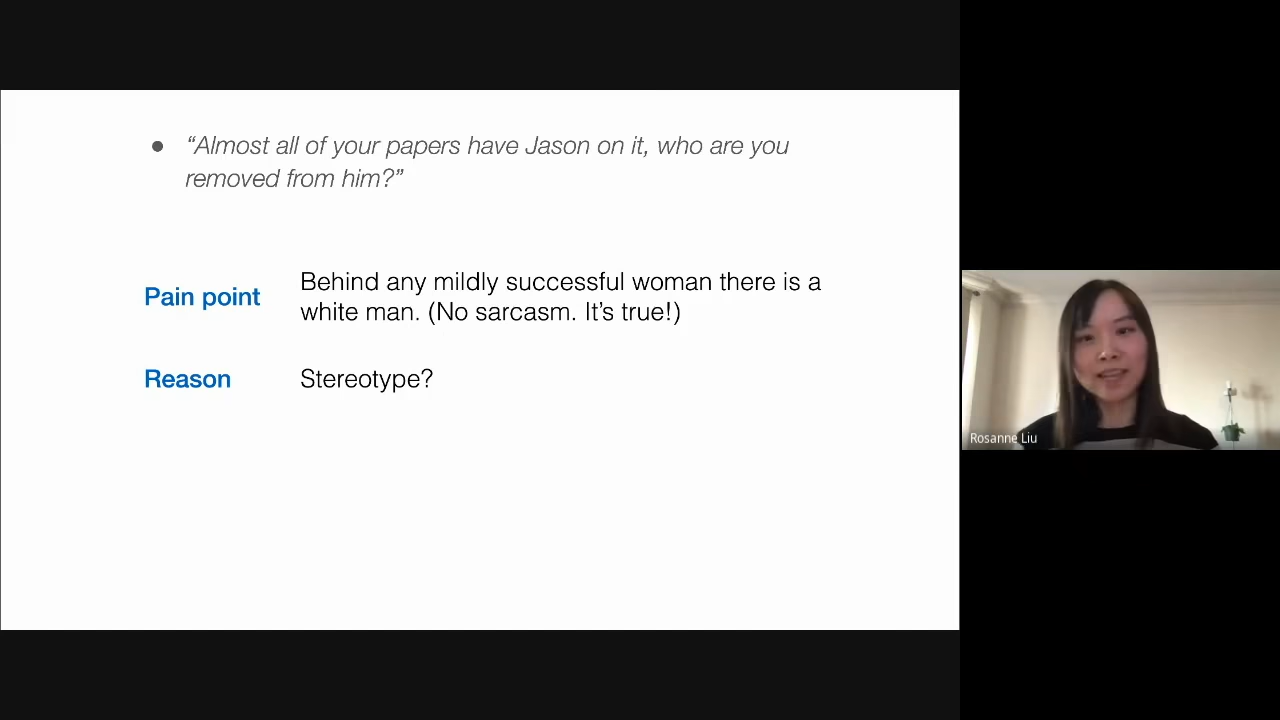 “Almost all of your papers have Jason on it, who are you
removed from him?”
Pain point
Behind any mildly successful woman there is a
white man. (No sarcasm. It’s true!)
Reason
Stereotype?
Rosanne Liu